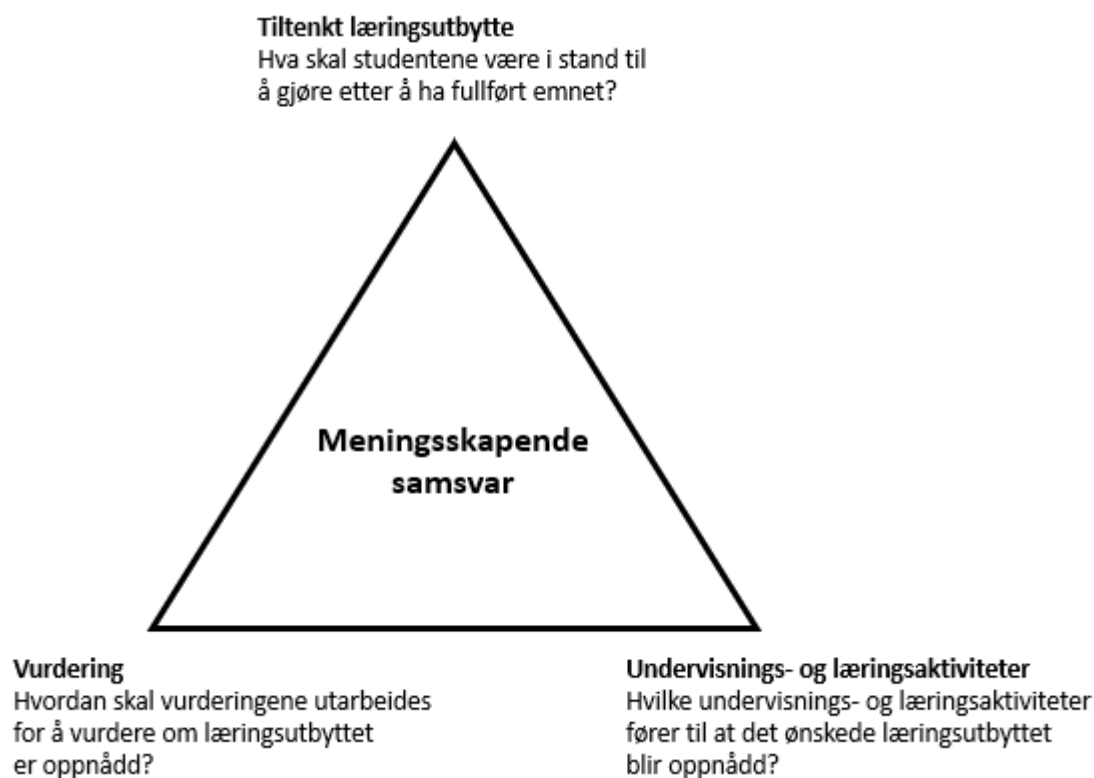 Tiltenkt læringsutbytte
Hva skal studentene være i stand til
å gjøre etter å ha fullført emnet?
Meningsskapende
samsvar
Vurdering
Hvordan skal vurderingene utarbeides
for å vurdere om læringsutbyttet
er oppnådd?
Undervisnings- og læringsaktiviteter
Hvilke undervisnings- og læringsaktiviteter
fører til at det ønskede læringsutbyttet
blir oppnådd?